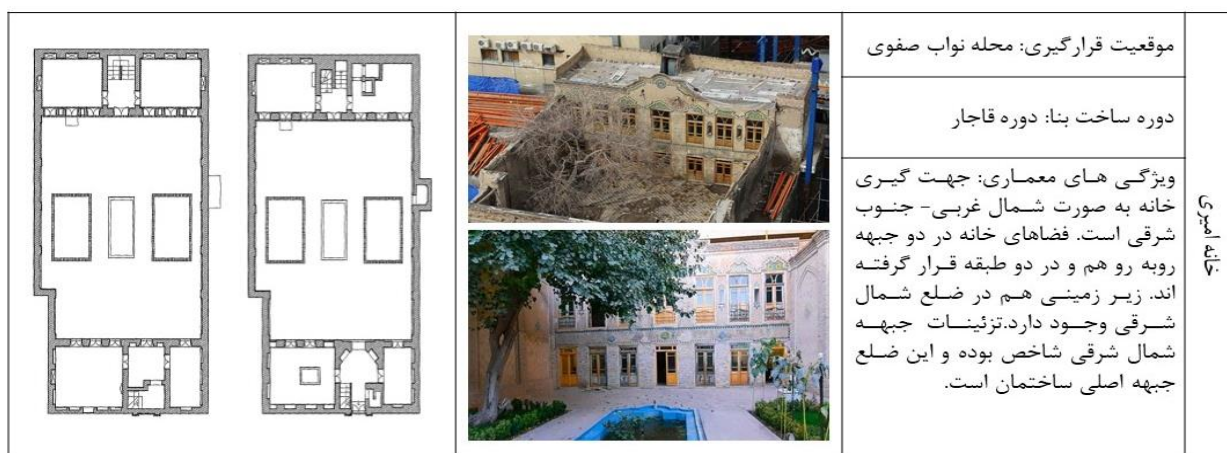 خانه امیری
موقعیت قرارگیری: محله نواب صفوی
دوره ساخت بنا: دوره قاجار
ویژگی های معماری: جهت گیری
خانه به صورت شمال غربی- جنوب
شرقی است. فضاهای خانه در دو جبهه
روبه رو هم و در دو طبقه قرار گرفته
اند. زیر زمینی هم در ضلع شمال
شرقی وجود دارد.تزئینات جبهه
شمال شرقی شاخص بوده و این ضلع
جبهه اصلی ساختمان است.